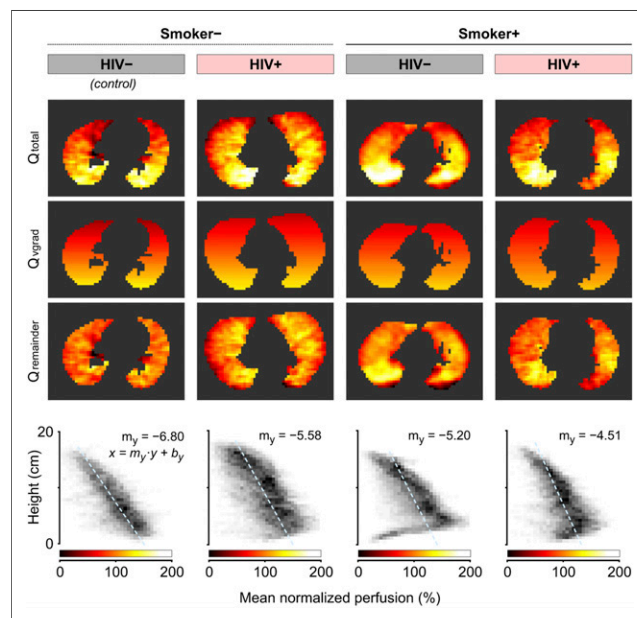 Smoker− Smoker+
HIV− HIV+ HIV− HIV+
(control)
Qtotal
Qvgrad
Qremainder
my = −6.80 my = −5.58 my = −5.20 my = −4.51
x = my·y + by
20
Height (cm)
0
0 100 200 0 100 200 0 100 200 0 100 200
Mean normalized perfusion (%)